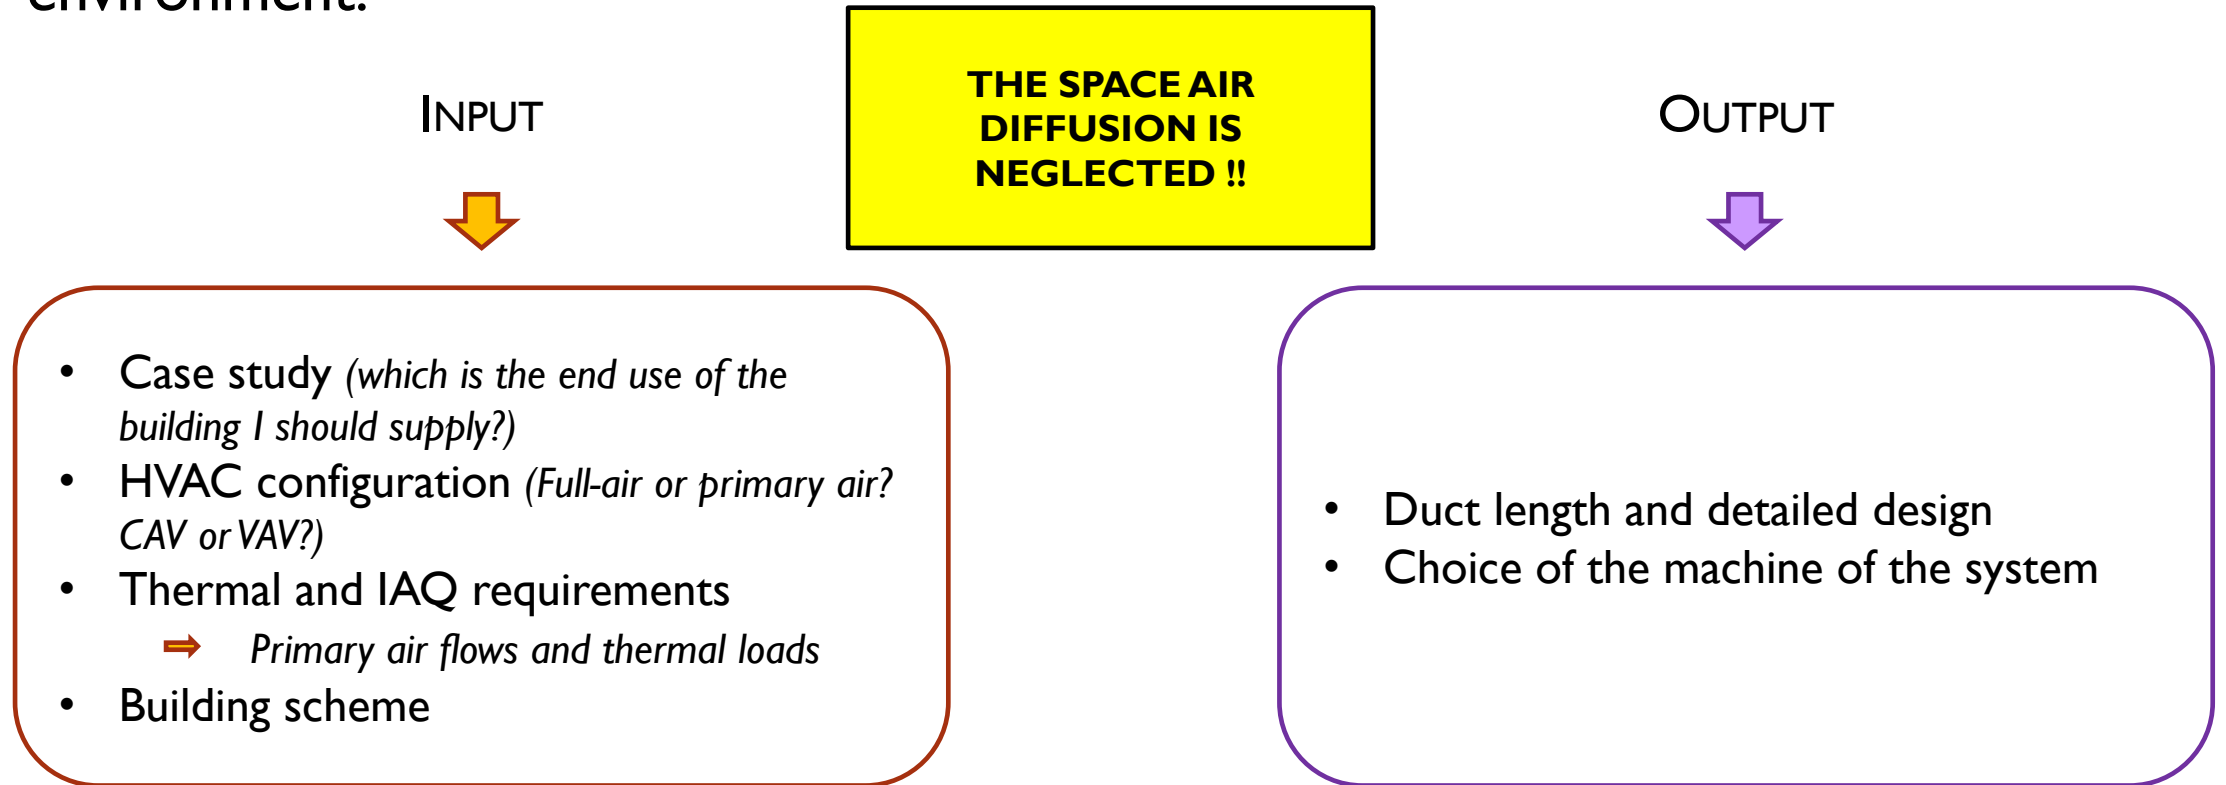 environment.
THE SPACE AIR
DIFFUSION IS
NEGLECTED !!
INPUT
OUTPUT
• Case study (which is the end use of the
building I should supply?)
• HVAC configuration (Full-air or primary air?
CAV or VAV?)
• Thermal and IAQ requirements
Primary air flows and thermal loads
• Building scheme
• Duct length and detailed design
• Choice of the machine of the system